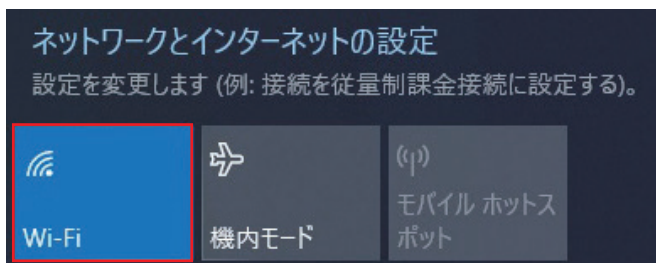 ネットワークとインターネットの設定
設定を変更します (例: 接続を従量制課金接続に設定する)。
Wi-Fi
機内モード
モバイル ホットス
ポット